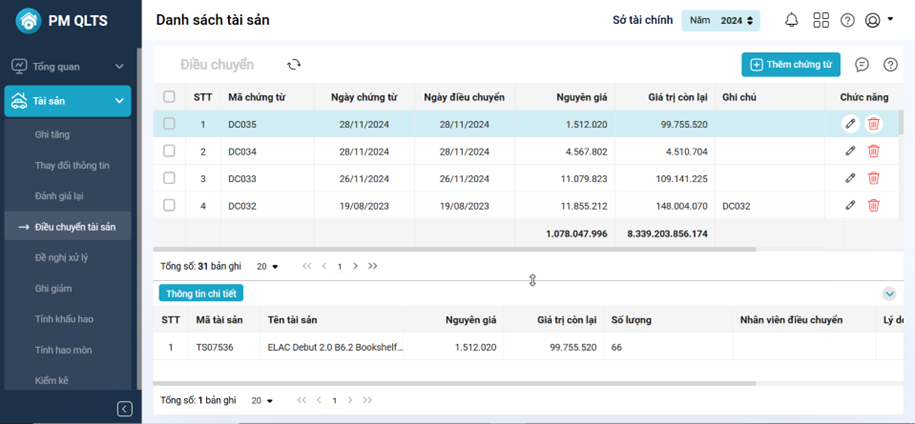 PM QLTS
Danh sách tài sản
Sở tài chính
Năm 2024
Tổng quan
Tài sản
Ghi tăng
Thay đổi thông tin
Đánh giá lại
Điều chuyển tài sản
Đề nghị xử lý
Ghi giảm
Tính khấu hao
Tính hao mòn
Kiểm kê
Điều chuyển
Thêm chứng từ
STT Mã chứng từ Ngày chứng từ Ngày điều chuyển Nguyên giá Giá trị còn lại Ghi chú Chức năng
1 DC035 28/11/2024 28/11/2024 1.512.020 99.755.520
2 DC034 28/11/2024 28/11/2024 4.567.802 4.510.704
3 DC033 26/11/2024 26/11/2024 11.079.823 109.141.225
4 DC032 19/08/2023 19/08/2023 11.855.212 148.004.070 DC032
1.078.047.996 8.339.203.856.174
Tổng số: 31 bản ghi 20 1
Thông tin chi tiết
STT Mã tài sản Tên tài sản Nguyên giá Giá trị còn lại Số lượng Nhân viên điều chuyển Lý do
1 TS07536 ELAC Debut 2.0 B6.2 Bookshelf... 1.512.020 99.755.520 66
Tổng số: 1 bản ghi 20 1